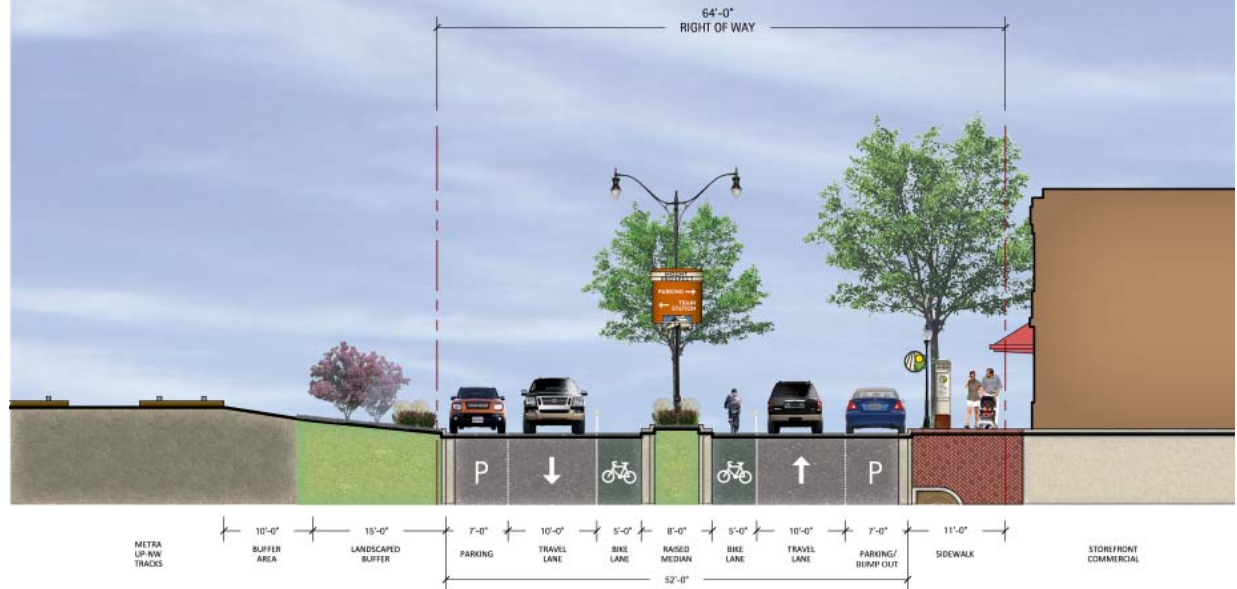 64'-0"
RIGHT OF WAY
MOUNT
PROSPECT
PARKING →
← TRAIN
STATION
P
P
10'-0"
15'-0"
7'-0"
10'-0"
5'-0"
8'-0"
5'-0"
10'-0"
7'-0"
11'-0"
METRA
UP-NW
TRACKS
BUFFER
AREA
LANDSCAPED
BUFFER
PARKING
TRAVEL
LANE
BIKE
LANE
RAISED
MEDIAN
BIKE
LANE
TRAVEL
LANE
PARKING/
BUMP OUT
SIDEWALK
STOREFRONT
COMMERCIAL
52'-0"